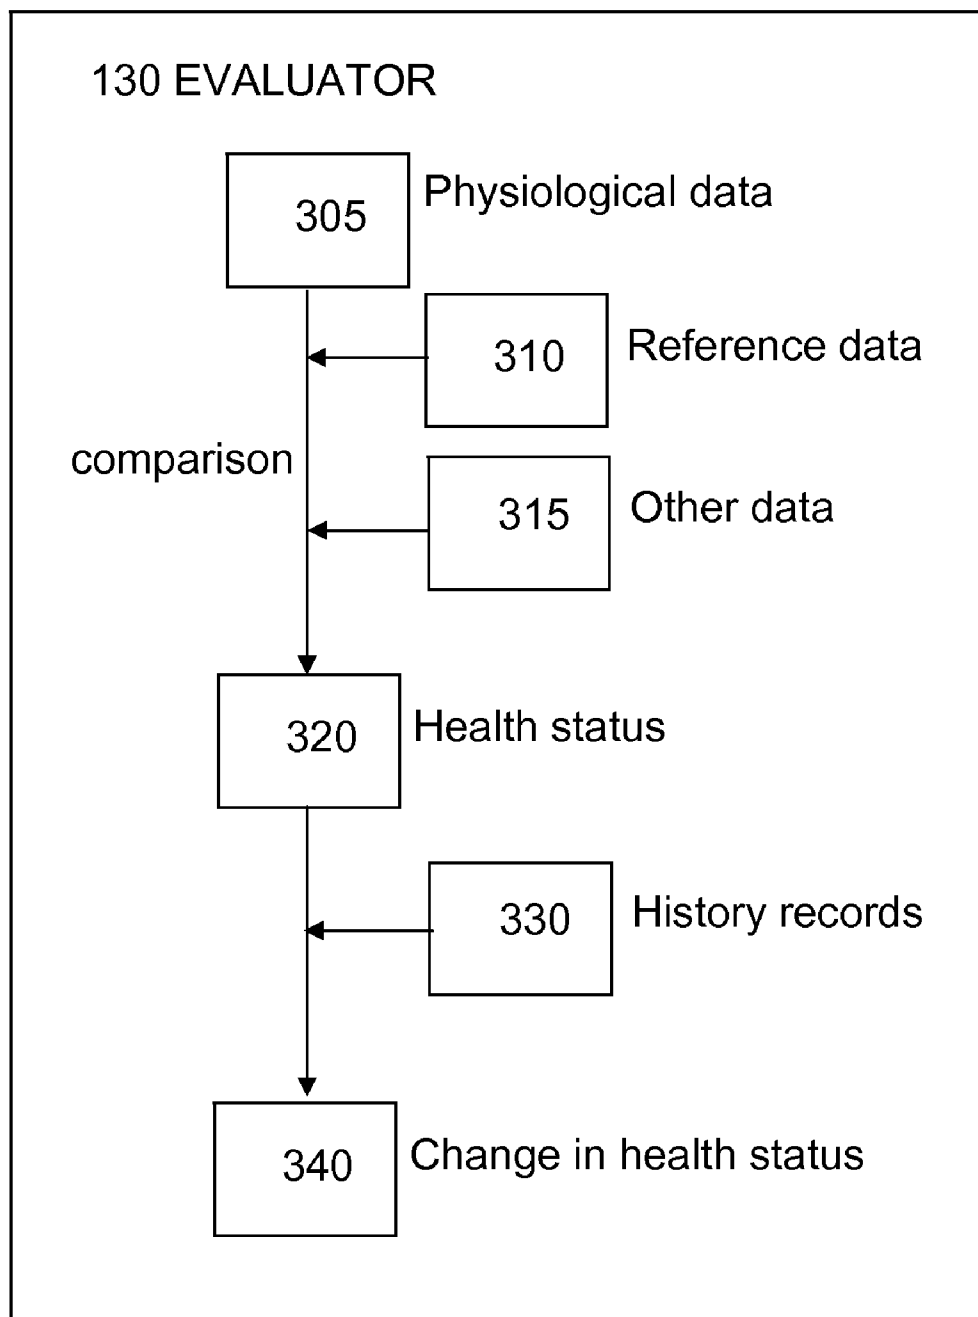 130 EVALUATOR
305
Physiological data
310
Reference data
comparison
315
Other data
320
Health status
330
History records
340
Change in health status